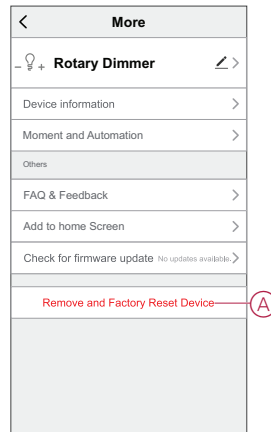 More
Rotary Dimmer
Device information
Moment and Automation
Others
FAQ & Feedback
Add to home Screen
Check for firmware update No updates available.
Remove and Factory Reset Device A